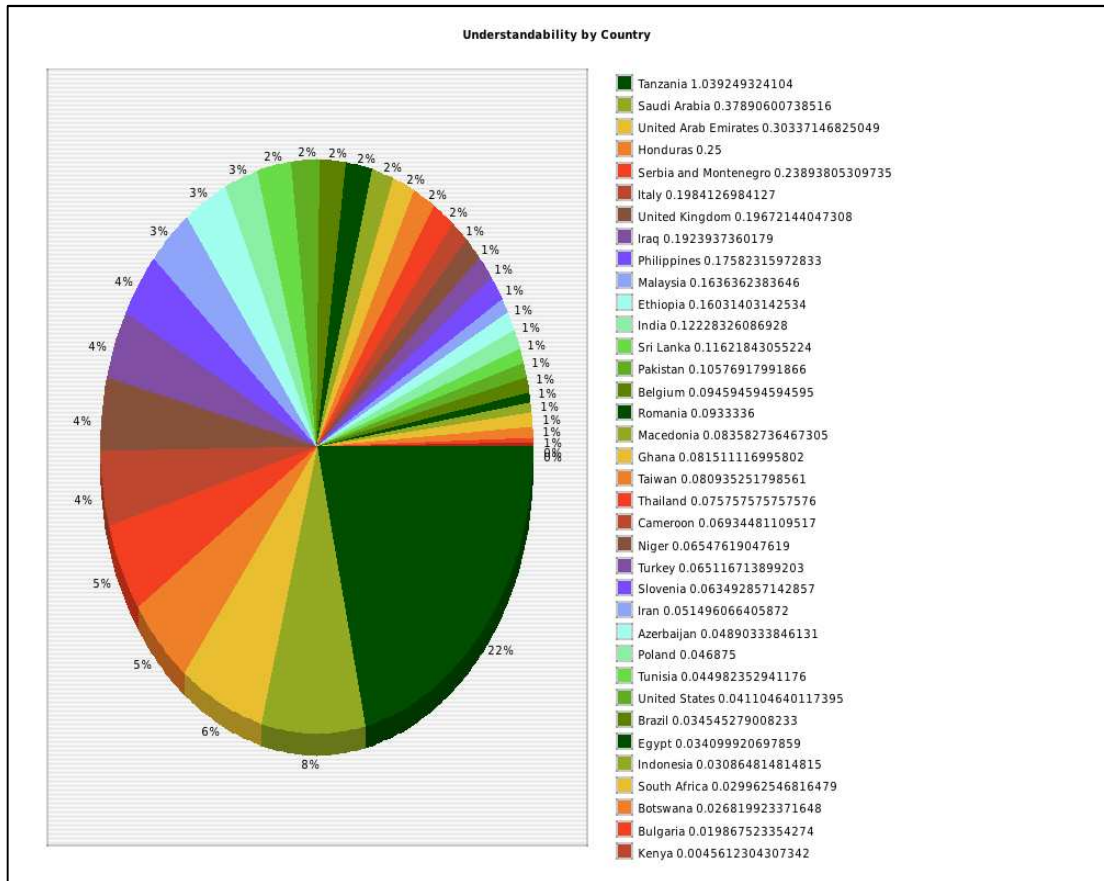 Understandability by Country
Tanzania 1.039249324104
Saudi Arabia 0.37890600738516
United Arab Emirates 0.30337146825049
Honduras 0.25
Serbia and Montenegro 0.23893805309735
Italy 0.1984126984127
United Kingdom 0.19672144047308
Iraq 0.1923937360179
Philippines 0.17582315972833
Malaysia 0.1636362383646
Ethiopia 0.16031403142534
India 0.12228326086928
Sri Lanka 0.11621843055224
Pakistan 0.10576917991866
Belgium 0.094594594594595
Romania 0.0933336
Macedonia 0.083582736467305
Ghana 0.081511116995802
Taiwan 0.080935251798561
Thailand 0.075757575757576
Cameroon 0.06934481109517
Niger 0.06547619047619
Turkey 0.065116713899203
Slovenia 0.063492857142857
Iran 0.051496066405872
Azerbaijan 0.04890333846131
Poland 0.046875
Tunisia 0.044982352941176
United States 0.041104640117395
Brazil 0.034545279008233
Egypt 0.034099920697859
Indonesia 0.030864814814815
South Africa 0.029962546816479
Botswana 0.026819923371648
Bulgaria 0.019867523354274
Kenya 0.0045612304307342
22%
8%
6%
5%
5%
4%
4%
4%
4%
3%
3%
3%
2%
2%
2%
2%
2%
2%
2%
1%
1%
1%
1%
1%
1%
1%
1%
1%
1%
1%
1%
1%
1%
0%